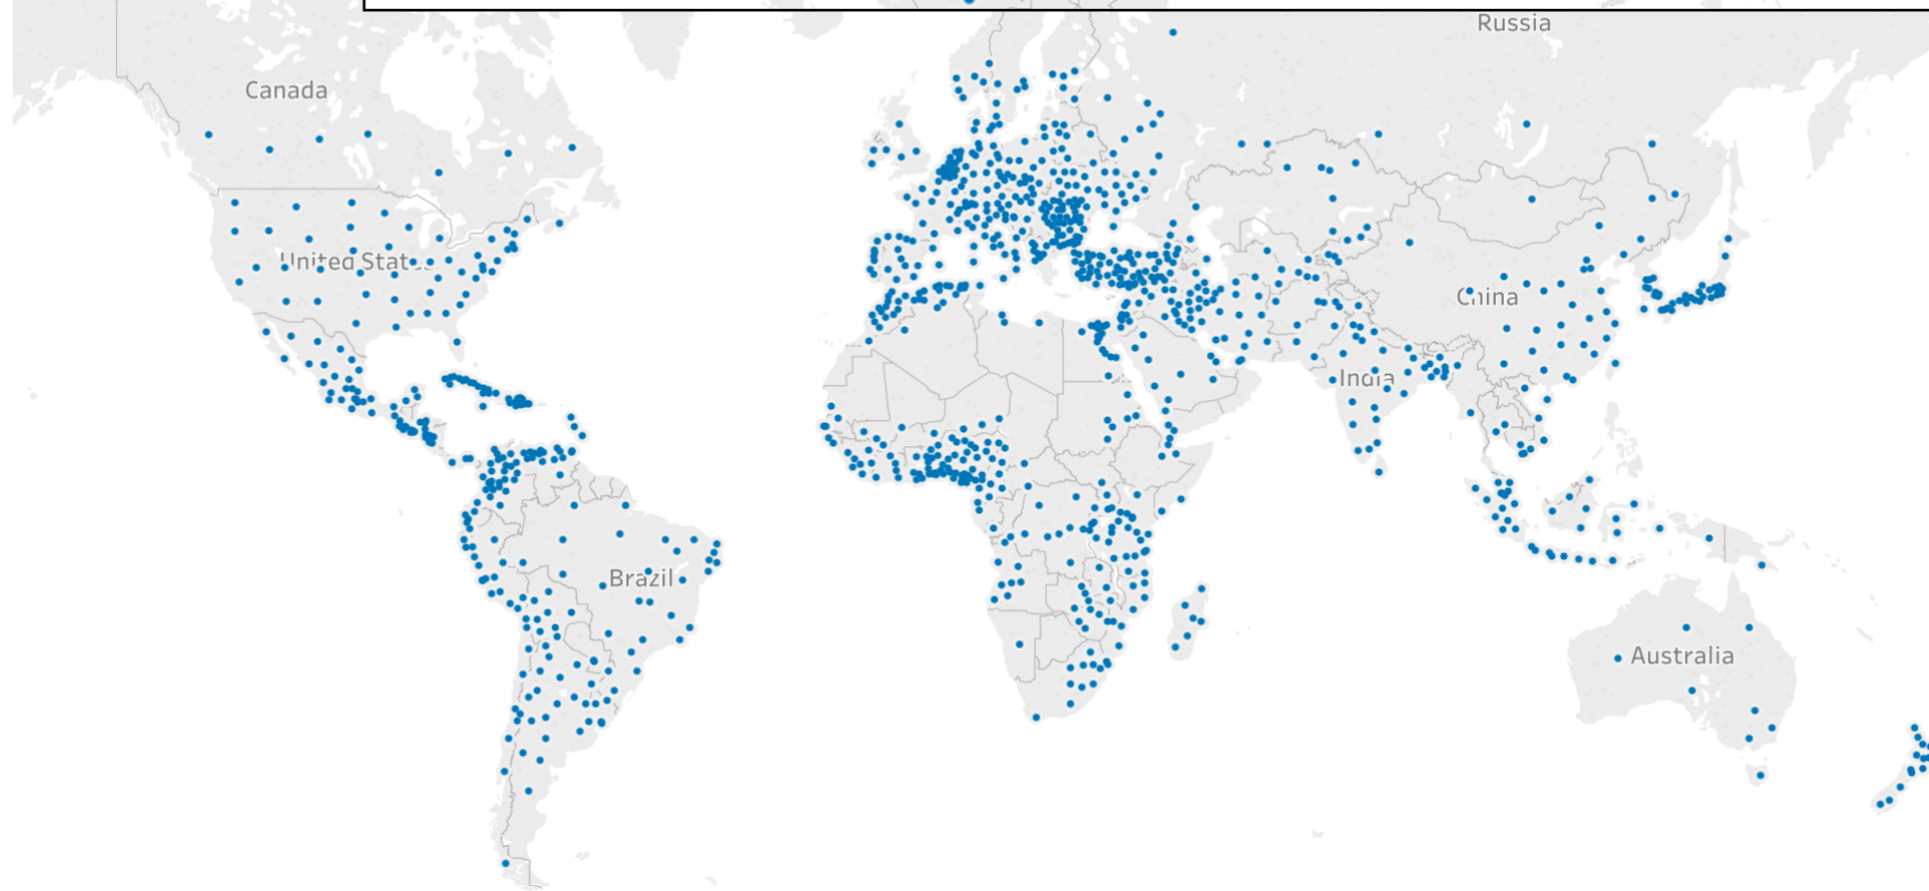 Russia
Canada
United States
China
India
Brazil
Australia